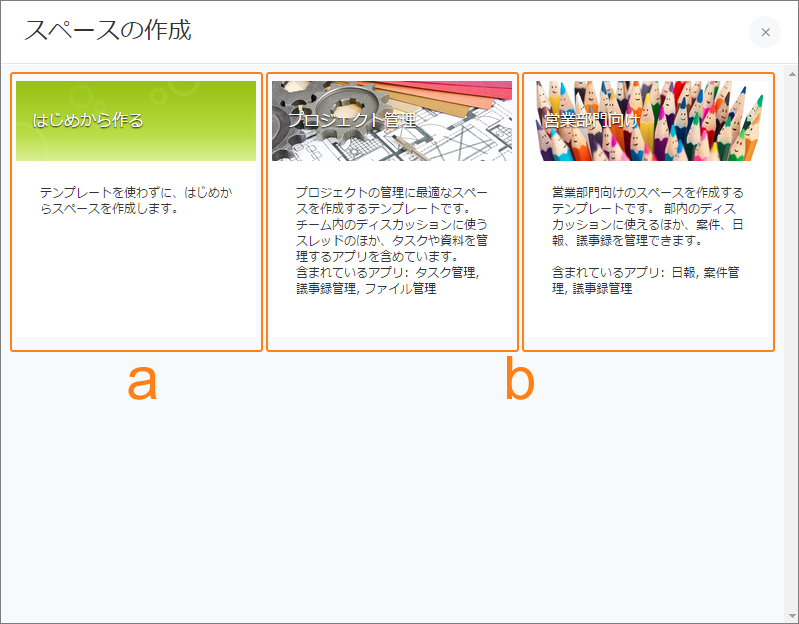 スペースの作成
×
はじめから作る
テンプレートを使わずに、はじめか
らスペースを作成します。
プロジェクト管理
プロジェクトの管理に最適なスペー
スを作成するテンプレートです。
チーム内のディスカッションに使う
スレッドのほか、タスクや資料を管
理するアプリを含めています。
含まれているアプリ: タスク管理,
議事録管理, ファイル管理
営業部門向け
営業部門向けのスペースを作成する
テンプレートです。 部内のディス
カッションに使えるほか、案件、日
報、議事録を管理できます。
含まれているアプリ: 日報, 案件管
理, 議事録管理
a
b